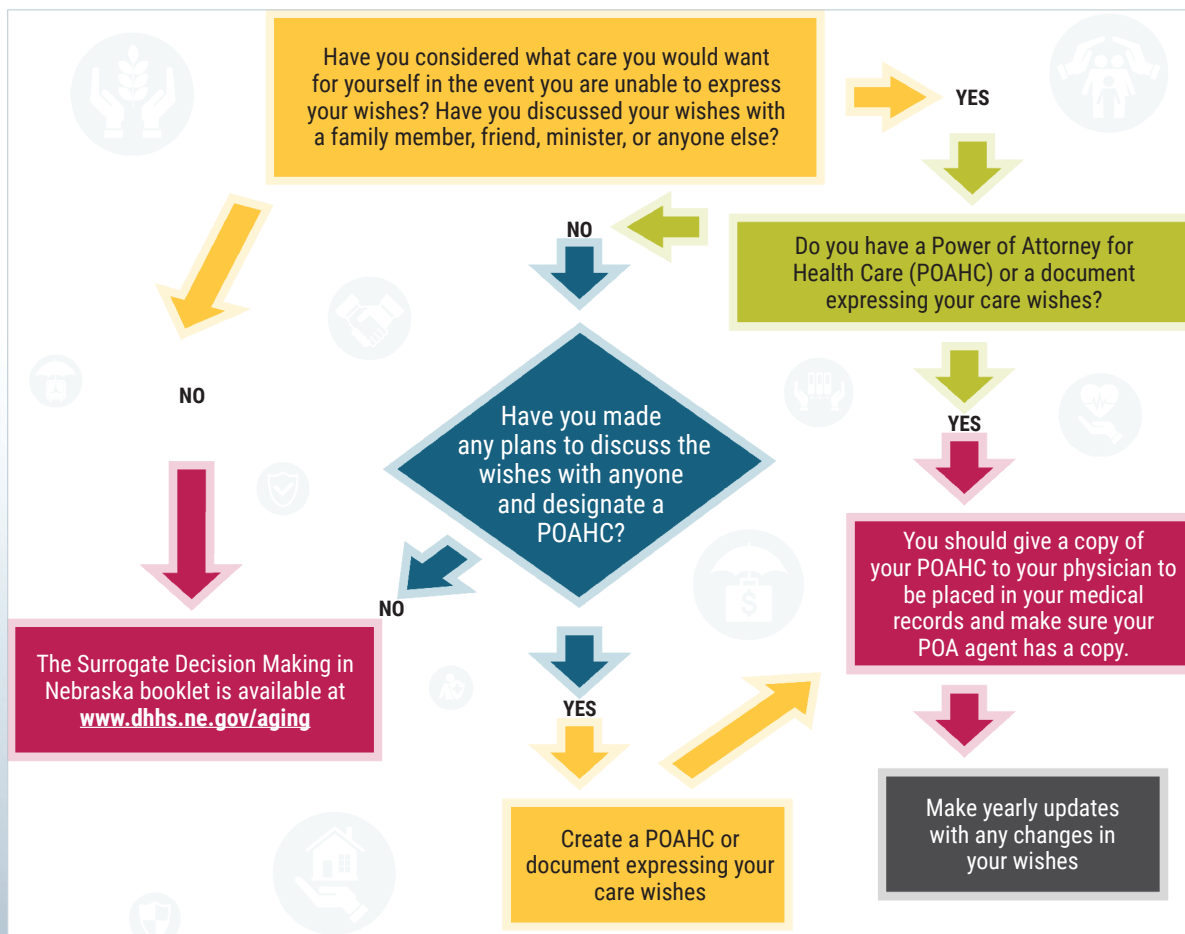 Have you considered what care you would want
for yourself in the event you are unable to express
your wishes? Have you discussed your wishes with
a family member, friend, minister, or anyone else?
YES
NO
Do you have a Power of Attorney for
Health Care (POAHC) or a document
expressing your care wishes?
NO
YES
Have you made
any plans to discuss the
wishes with anyone
and designate a
POAHC?
You should give a copy of
your POAHC to your physician to
be placed in your medical
records and make sure your
POA agent has a copy.
NO
The Surrogate Decision Making in
Nebraska booklet is available at
www.dhhs.ne.gov/aging
YES
Create a POAHC or
document expressing your
care wishes
Make yearly updates
with any changes in
your wishes